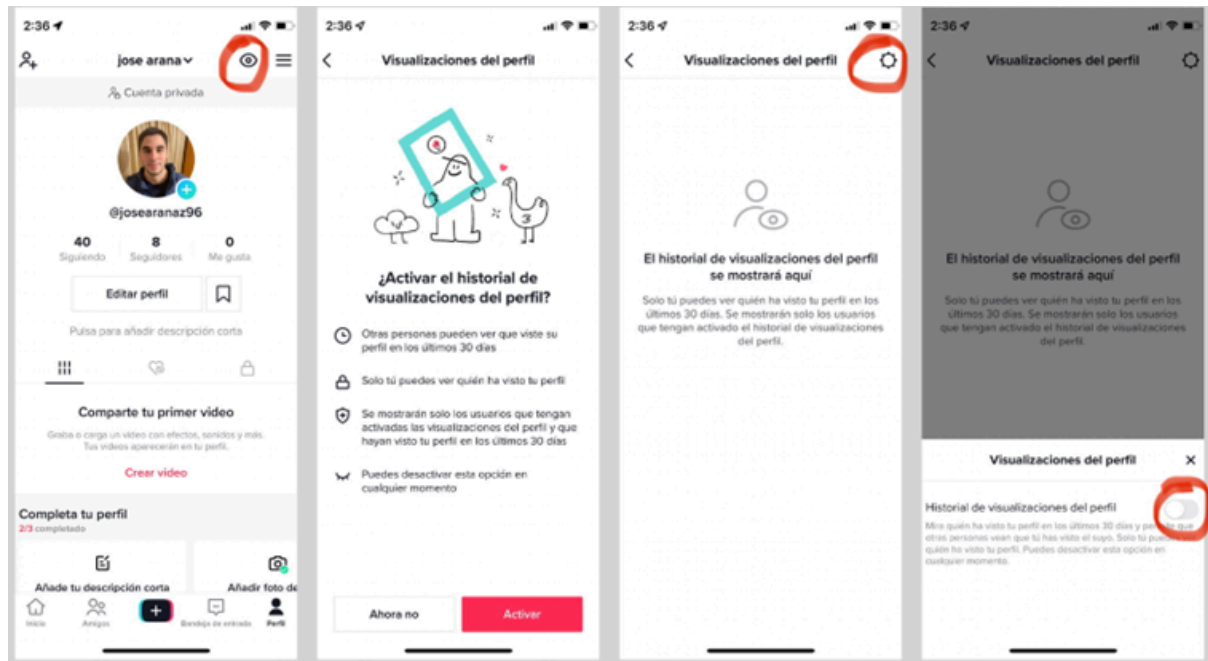 2:36
jose arana
Cuenta privada
@josearanaz96
40
8
0
Siguiendo
Seguidores
Me gusta
Editar perfil
Pulsa para añadir descripción corta
Comparte tu primer video
Graba o carga un video con efectos, sonidos y más.
Tus videos aparecerán en tu perfil.
Crear video
Completa tu perfil
2/3 completado
Añade tu descripción corta
Añadir foto de
Inicio
Amigos
Bandeja de entrada
Perfil
2:36
Visualizaciones del perfil
¿Activar el historial de
visualizaciones del perfil?
Otras personas pueden ver que viste su
perfil en los últimos 30 días
Solo tú puedes ver quién ha visto tu perfil
Se mostrarán solo los usuarios que tengan
activadas las visualizaciones del perfil y que
hayan visto tu perfil en los últimos 30 días
Puedes desactivar esta opción en
cualquier momento
Ahora no
Activar
2:36
Visualizaciones del perfil
El historial de visualizaciones del perfil
se mostrará aquí
Solo tú puedes ver quién ha visto tu perfil en los
últimos 30 días. Se mostrarán solo los usuarios
que tengan activado el historial de visualizaciones
del perfil.
2:36
Visualizaciones del perfil
El historial de visualizaciones del perfil
se mostrará aquí
Solo tú puedes ver quién ha visto tu perfil en los
últimos 30 días. Se mostrarán solo los usuarios
que tengan activado el historial de visualizaciones
del perfil.
Visualizaciones del perfil
Historial de visualizaciones del perfil
Mira quién ha visto tu perfil en los últimos 30 días y que
otras personas vean que tú has visto el suyo. Solo tú
quién ha visto tu perfil. Puedes desactivar esta opción en
cualquier momento.